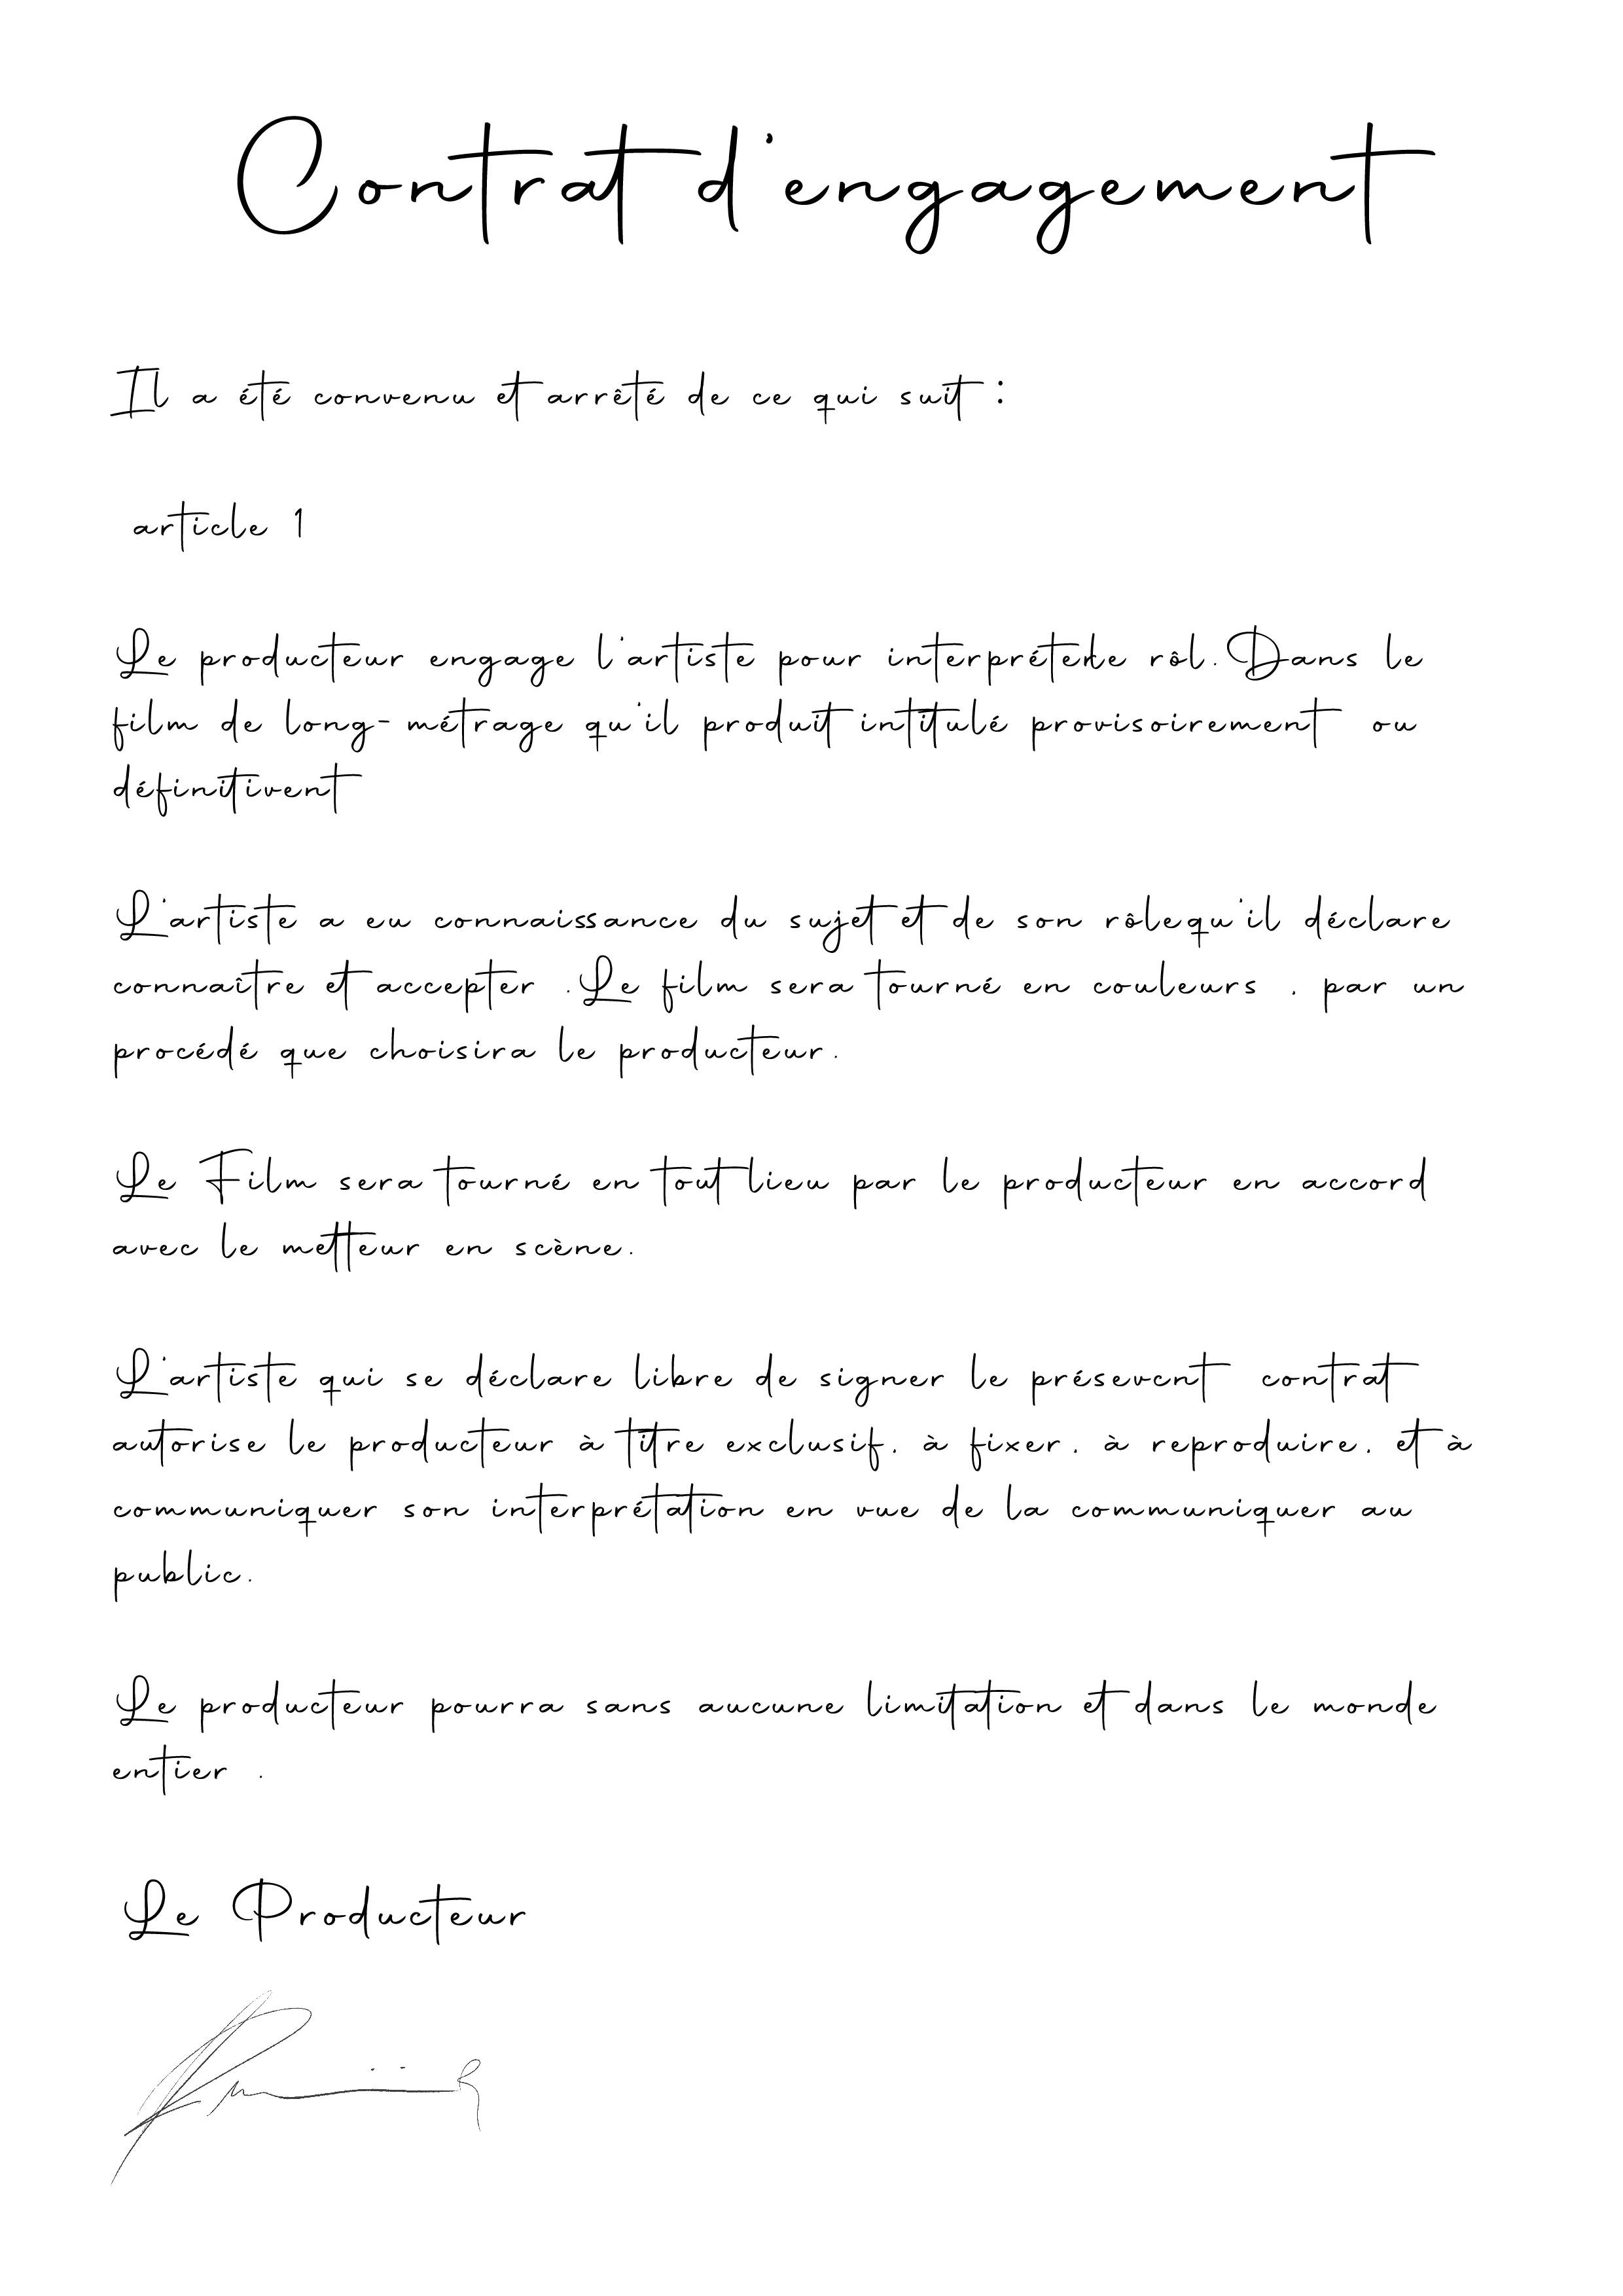 Contrat d'engagement
Il a été convenu et arrêté de ce qui suit :
article 1
Le producteur engage l'artiste pour interpréterle rôl. Dans le
film de long-métrage qu'il produit intitulé provisoirement ou
définitivent
L'artiste a eu connaissance du sujet et de son rôlequ'il déclare
connaître et accepter .Le film sera tourné en couleurs , par un
procédé que choisira le producteur.
Le Film sera tourné en tout lieu par le producteur en accord
avec le metteur en scène.
L'artiste qui se déclare libre de signer le présevcnt contrat
autorise le producteur à titre exclusif, à fixer, à reproduire, et à
communiquer son interprétation en vue de la communiquer au
public.
Le producteur pourra sans aucune limitation et dans le monde
entier .
Le Producteur